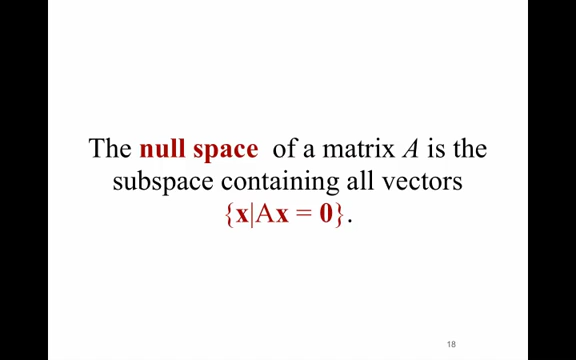 The null space of a matrix A is the
subspace containing all vectors
{x|Ax = 0}.
18